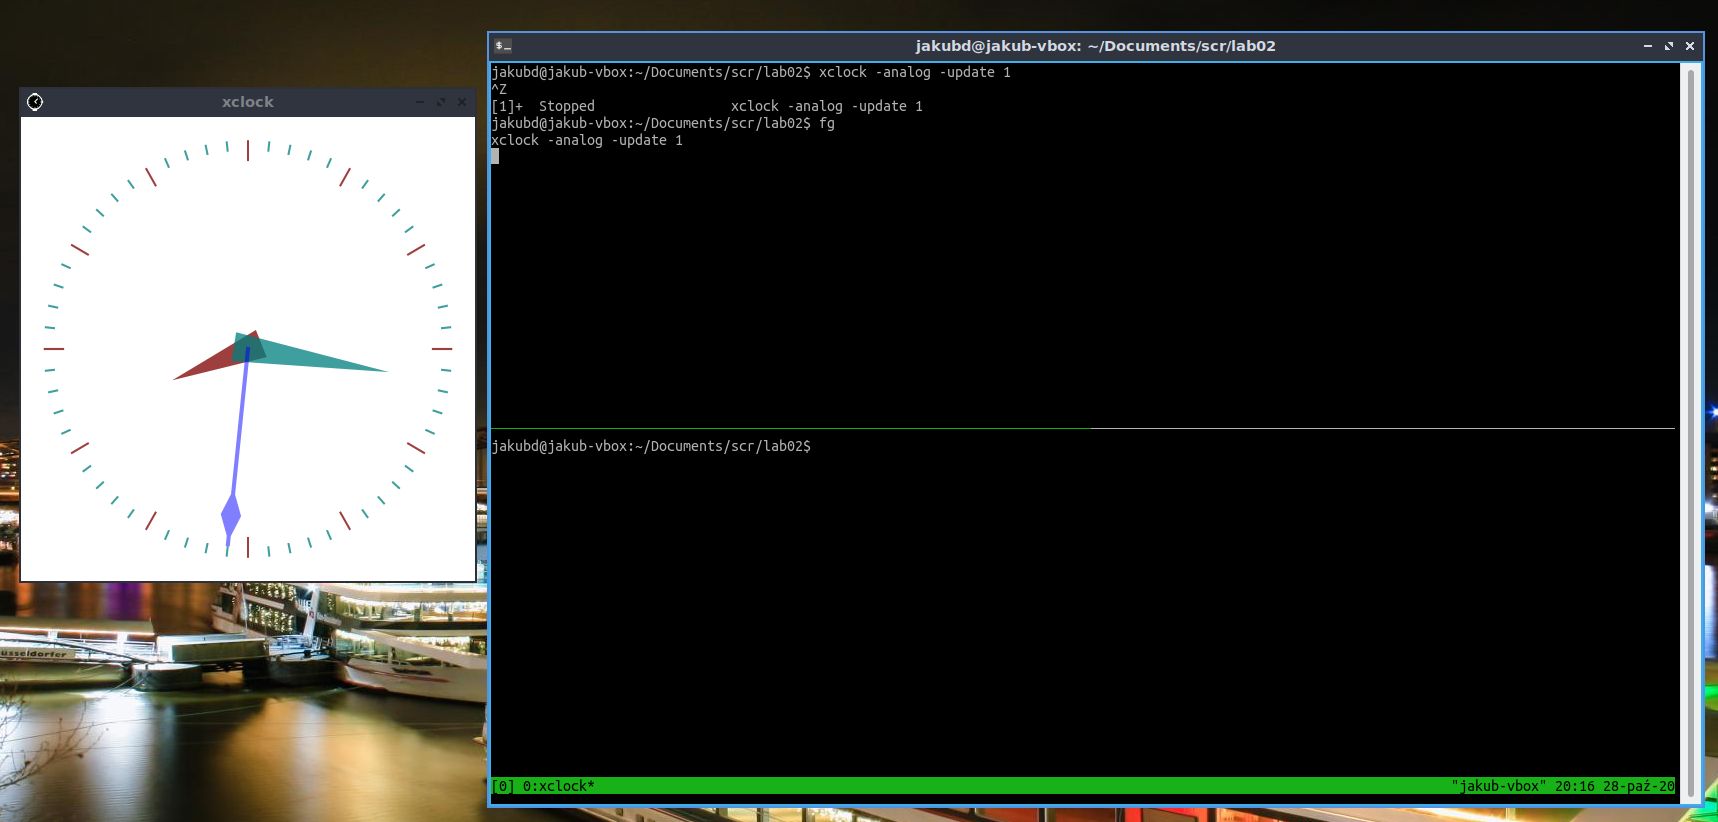 xclock
jakubd@jakub-vbox: ~/Documents/scr/lab02
jakubd@jakub-vbox:~/Documents/scr/lab02$ xclock -analog -update 1
^Z
[1]+  Stopped                 xclock -analog -update 1
jakubd@jakub-vbox:~/Documents/scr/lab02$ fg
xclock -analog -update 1
jakubd@jakub-vbox:~/Documents/scr/lab02$
[0] 0:xclock*
"jakub-vbox" 20:16 28-paź-20
üsseldorfer